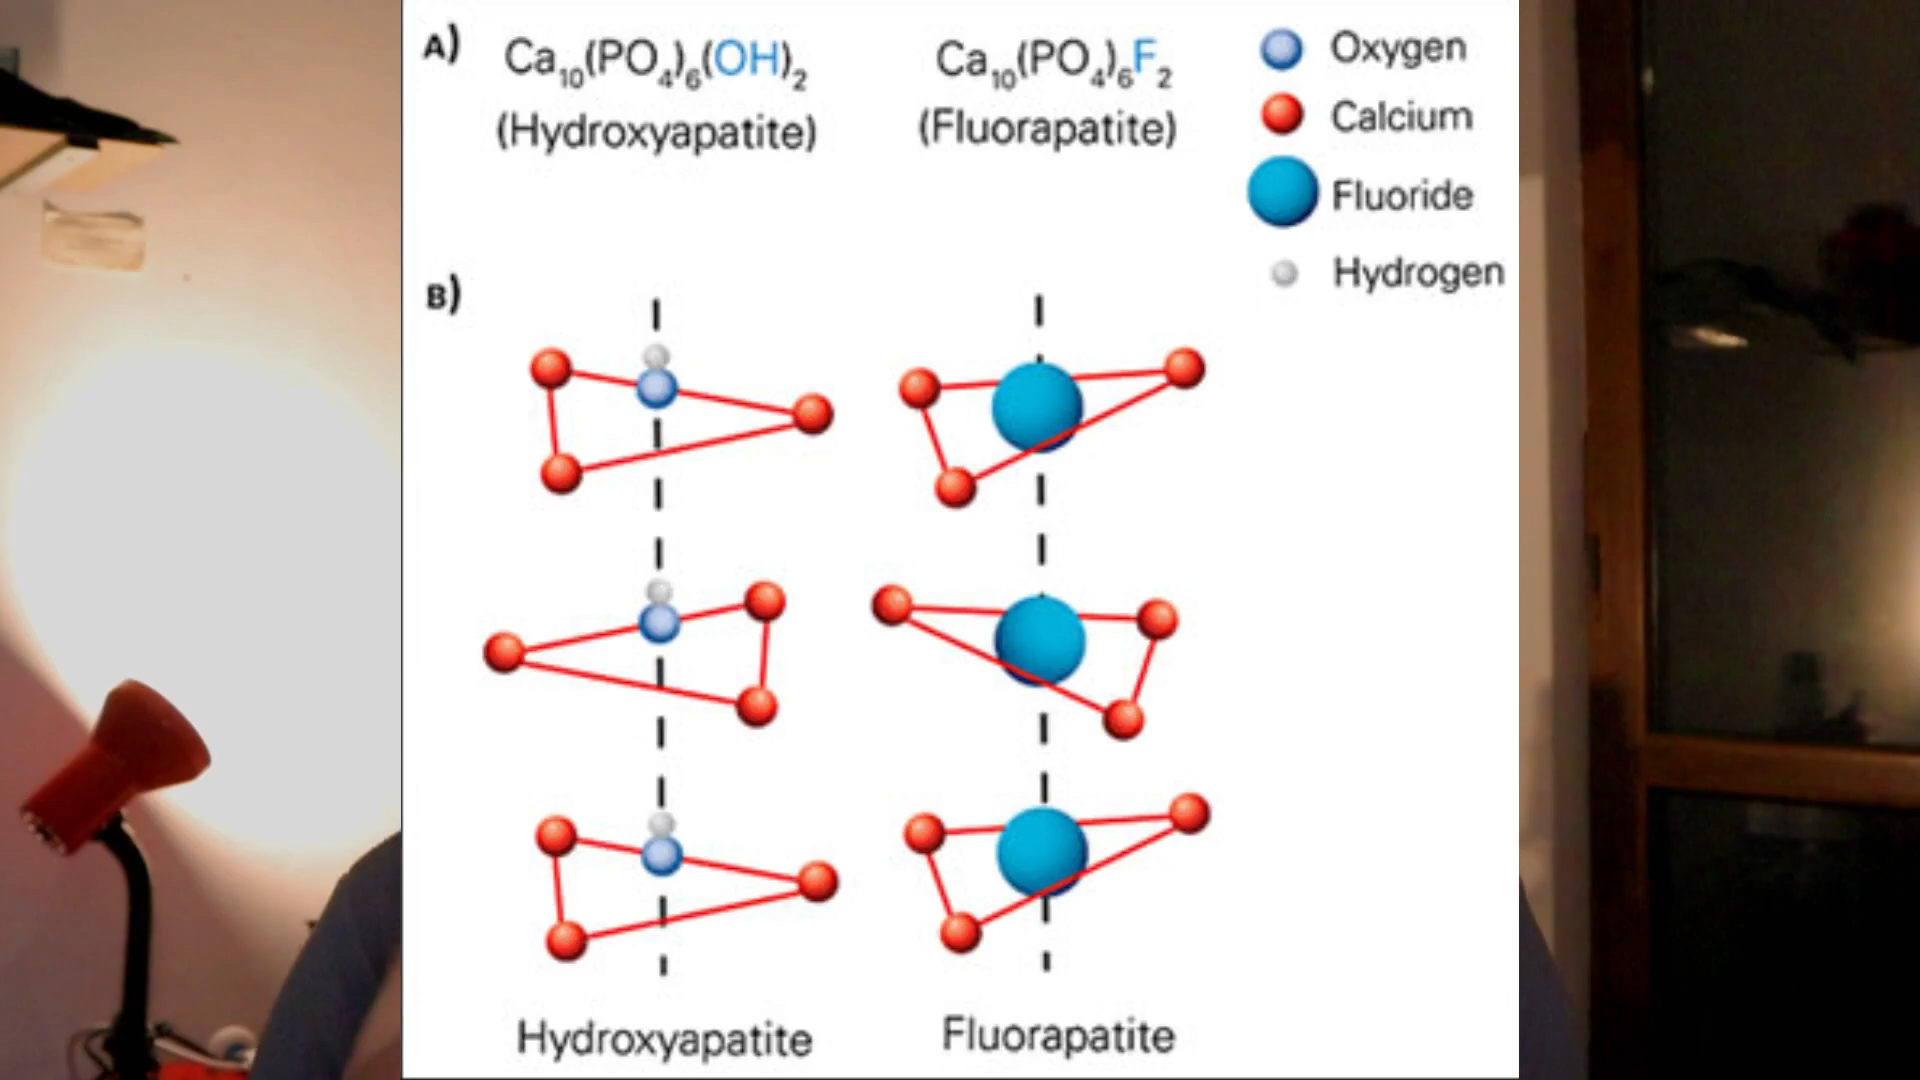 A)
Ca₁₀(PO₄)₆(OH)₂
(Hydroxyapatite)
Ca₁₀(PO₄)₆F₂
(Fluorapatite)
Oxygen
Calcium
Fluoride
Hydrogen
B)
Hydroxyapatite
Fluorapatite